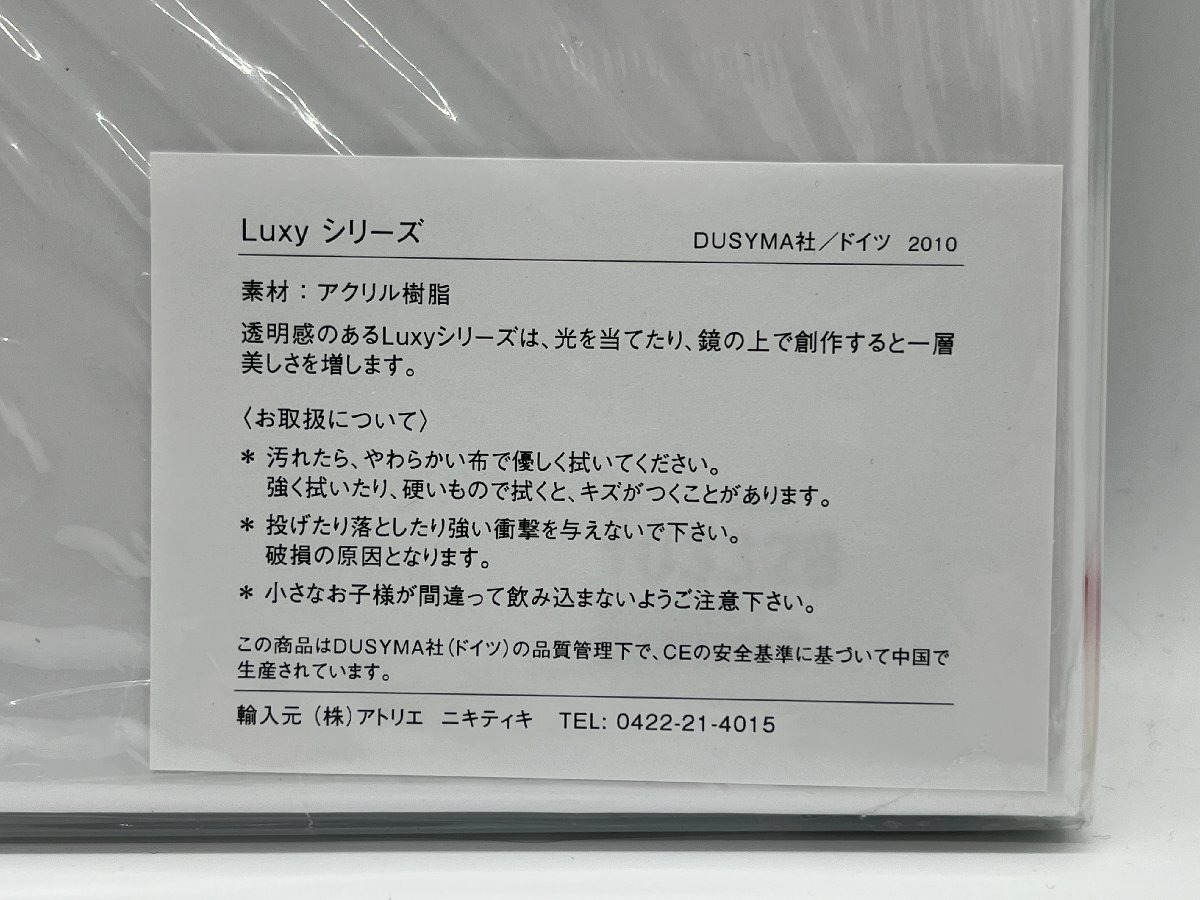 Luxy シリーズ
DUSYMA社／ドイツ 2010
素材：アクリル樹脂
透明感のあるLuxyシリーズは、光を当てたり、鏡の上で創作すると一層
美しさを増します。
〈お取扱について〉
* 汚れたら、やわらかい布で優しく拭いてください。
強く拭いたり、硬いもので拭くと、キズがつくことがあります。
* 投げたり落としたり強い衝撃を与えないで下さい。
破損の原因となります。
* 小さなお子様が間違って飲み込まないようご注意下さい。
この商品はDUSYMA社（ドイツ）の品質管理下で、CEの安全基準に基づいて中国で
生産されています。
輸入元（株）アトリエ ニキティキ TEL: 0422-21-4015